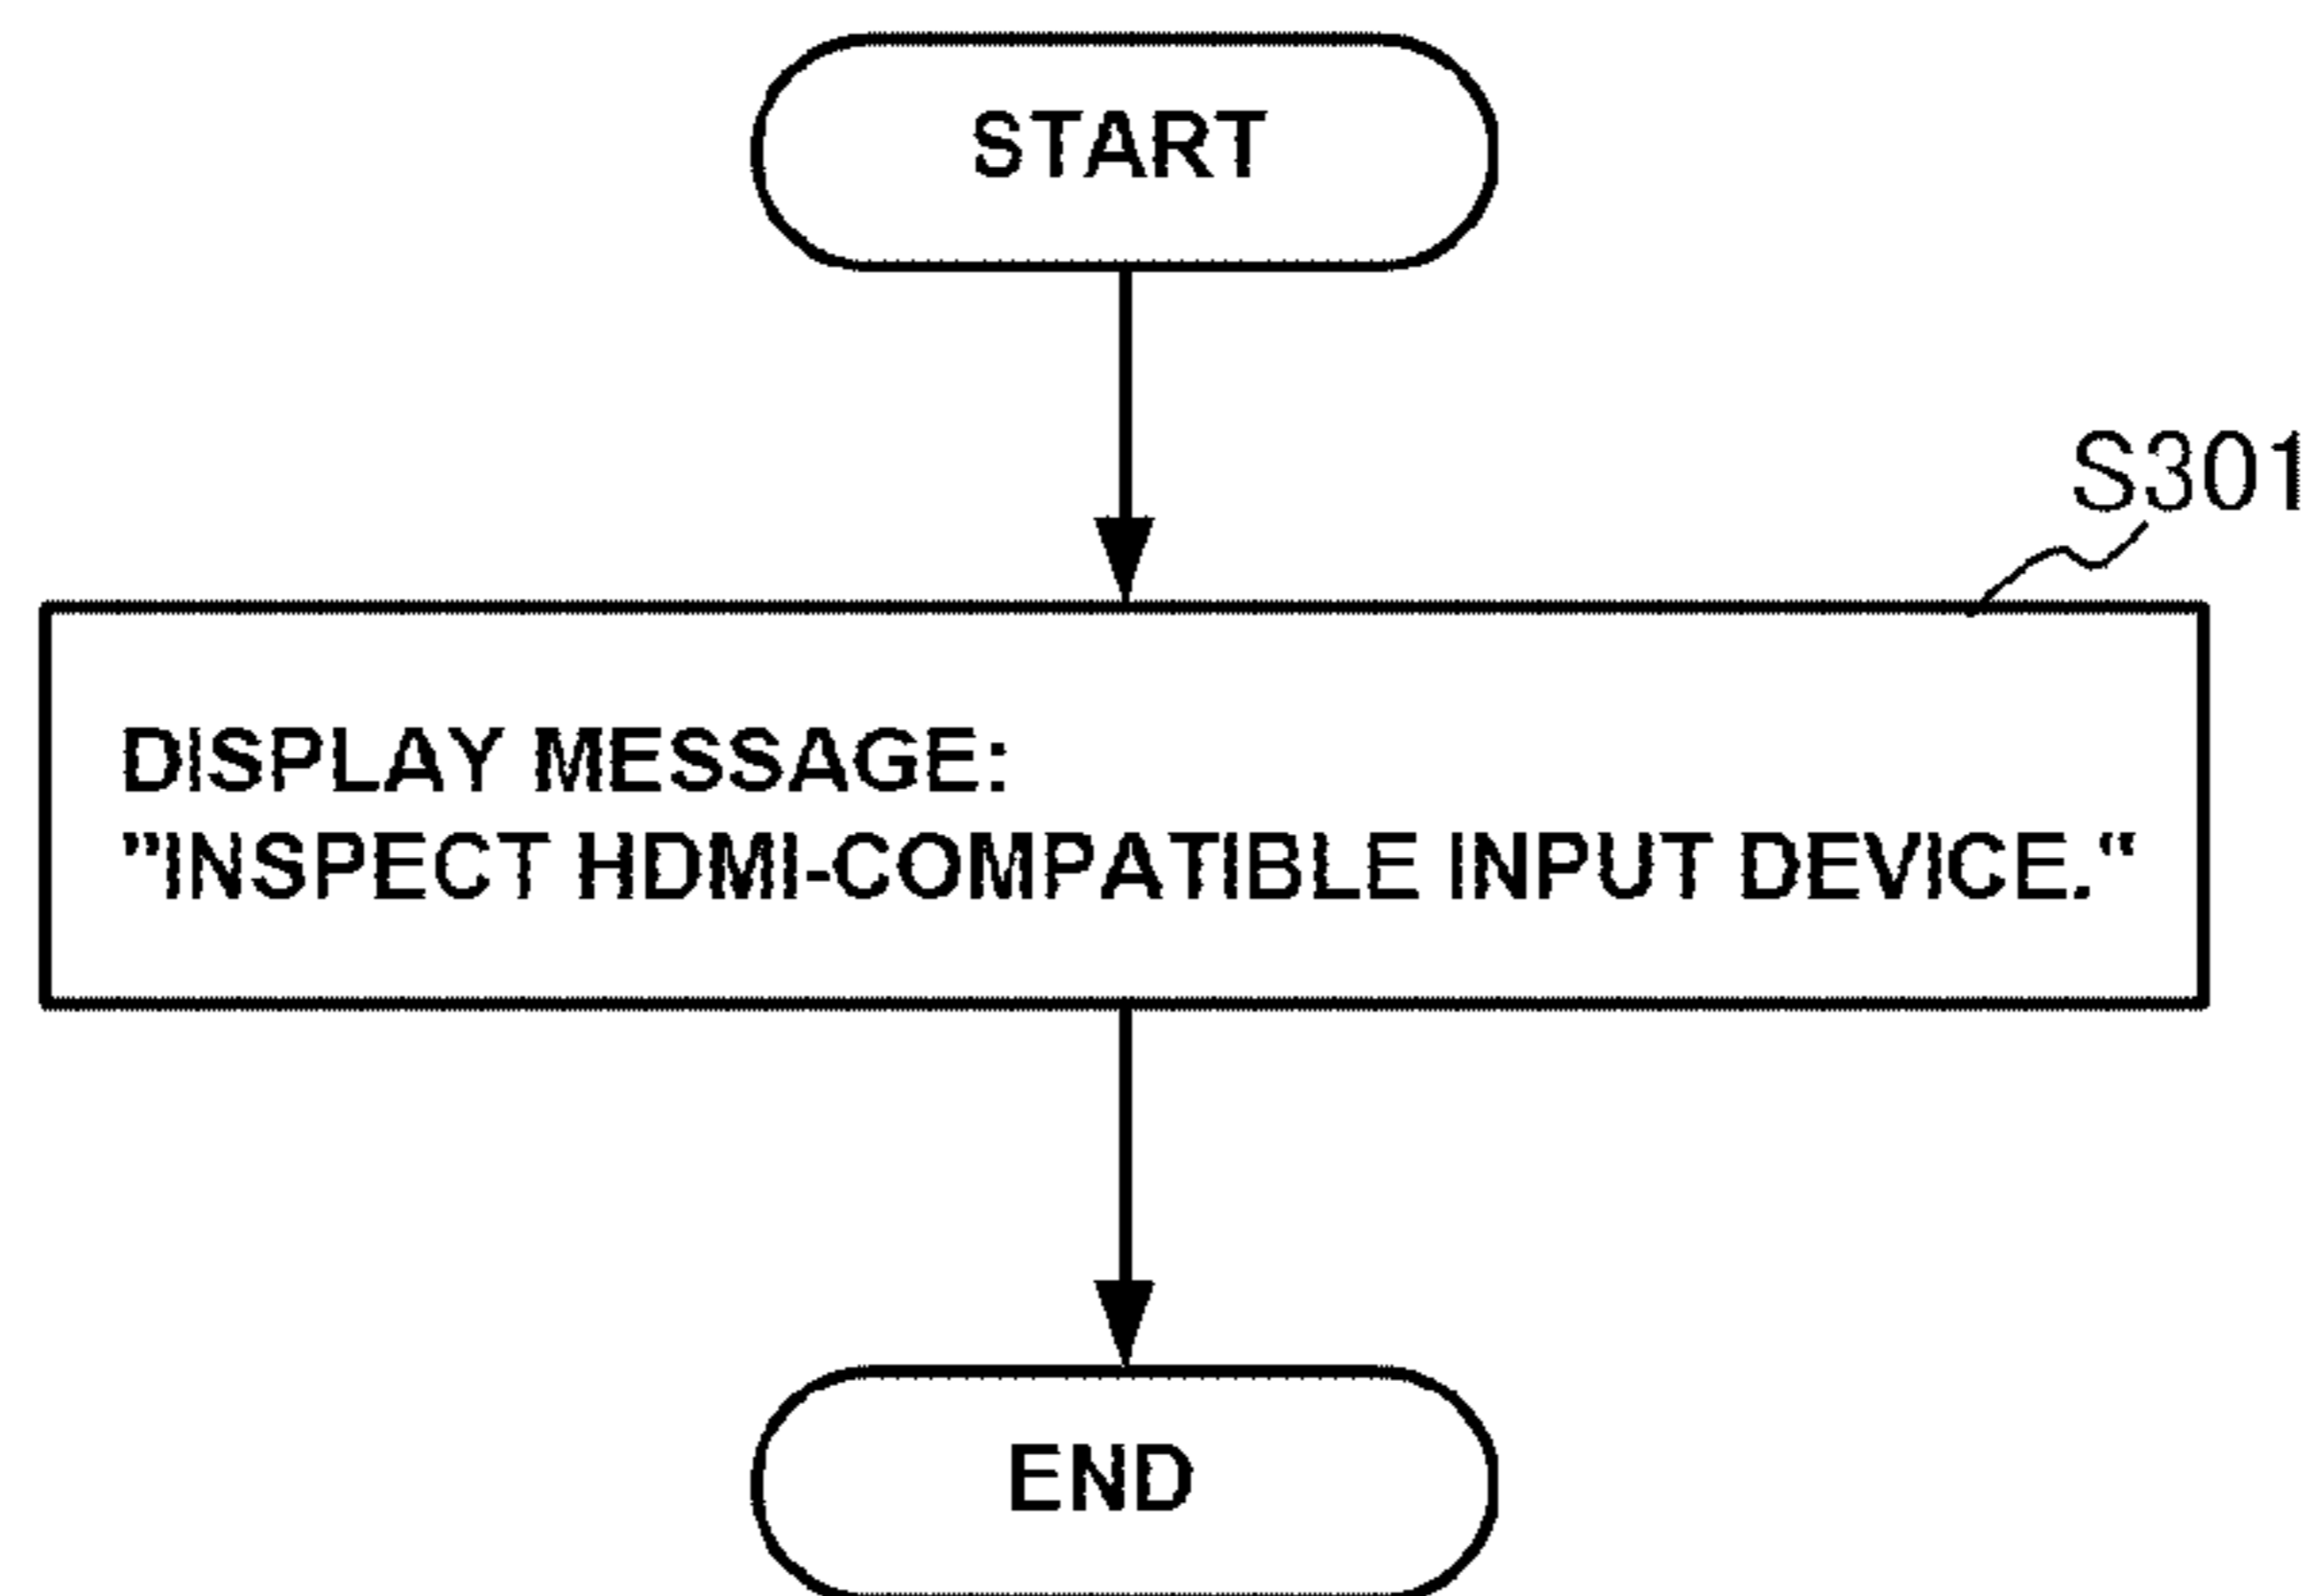 START
S301
DISPLAY MESSAGE:
”INSPECT HDMI-COMPATIBLE INPUT DEVICE.“
END